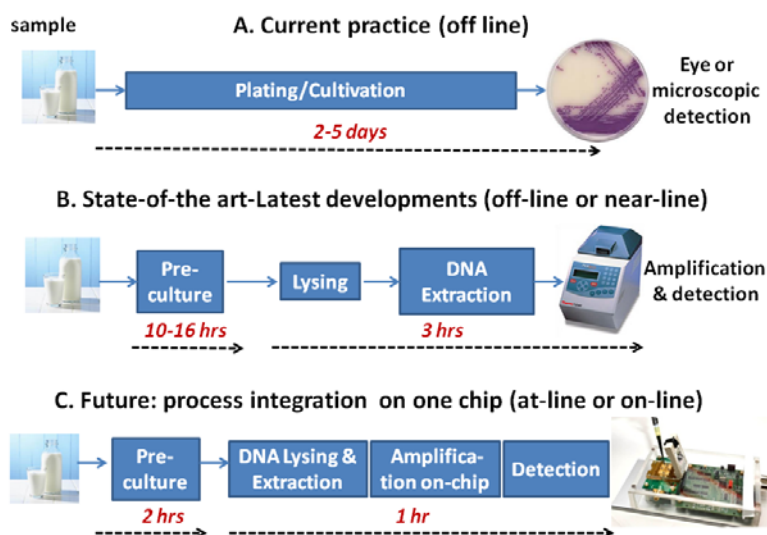 sample
A. Current practice (off line)
Plating/Cultivation
2-5 days
Eye or
microscopic
detection
B. State-of-the art-Latest developments (off-line or near-line)
Pre-
culture
Lysing
DNA
Extraction
Amplification
& detection
10-16 hrs
3 hrs
C. Future: process integration on one chip (at-line or on-line)
Pre-
culture
DNA Lysing &
Extraction
Amplifica-
tion on-chip
Detection
2 hrs
1 hr